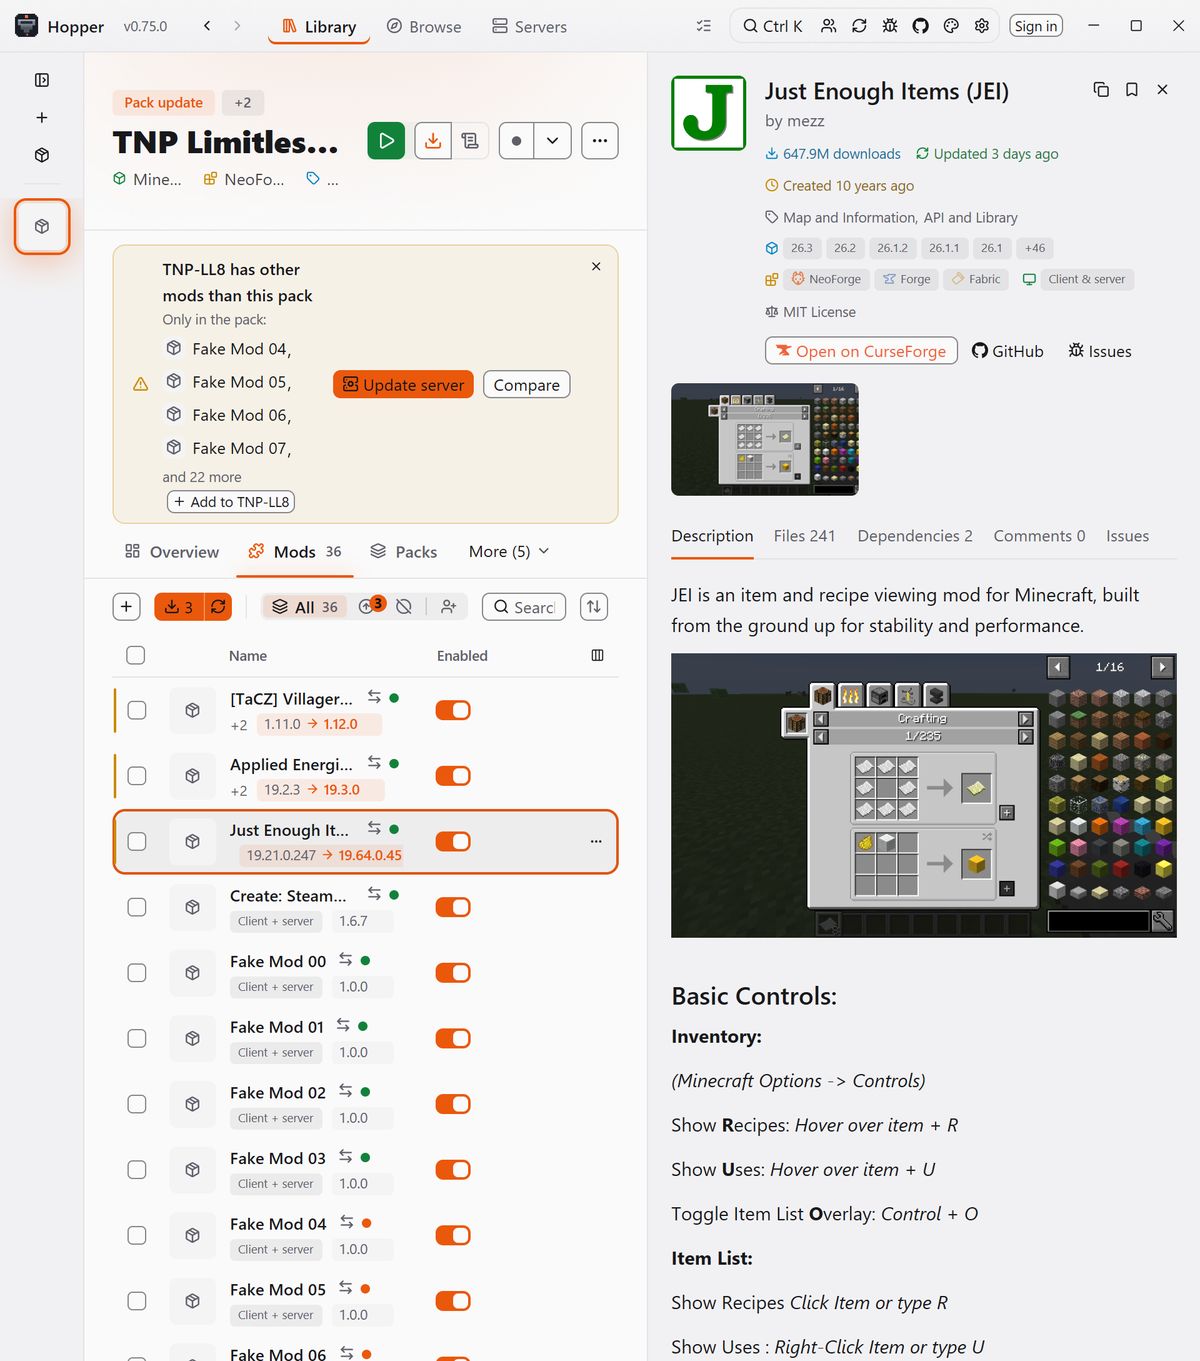 Hopper v0.75.0 Library Browse Servers Ctrl K Sign in
Pack update +2
TNP Limitless...
Mine... NeoFo... ...
TNP-LL8 has other
mods than this pack
Only in the pack:
Fake Mod 04,
Fake Mod 05,
Fake Mod 06,
Fake Mod 07,
and 22 more
+ Add to TNP-LL8
Update server Compare
Overview Mods 36 Packs More (5)
3 All 36 3 Searc
Name Enabled
[TaCZ] Villager...
+2 1.11.0 → 1.12.0
Applied Energi...
+2 19.2.3 → 19.3.0
Just Enough It...
19.21.0.247 → 19.64.0.45
Create: Steam...
Client + server 1.6.7
Fake Mod 00
Client + server 1.0.0
Fake Mod 01
Client + server 1.0.0
Fake Mod 02
Client + server 1.0.0
Fake Mod 03
Client + server 1.0.0
Fake Mod 04
Client + server 1.0.0
Fake Mod 05
Client + server 1.0.0
Fake Mod 06
J
Just Enough Items (JEI)
by mezz
647.9M downloads Updated 3 days ago
Created 10 years ago
Map and Information, API and Library
26.3 26.2 26.1.2 26.1.1 26.1 +46
NeoForge Forge Fabric Client & server
MIT License
Open on CurseForge GitHub Issues
1/16
Crafting
Description Files 241 Dependencies 2 Comments 0 Issues
JEI is an item and recipe viewing mod for Minecraft, built
from the ground up for stability and performance.
1/16
Crafting
1/235
Basic Controls:
Inventory:
(Minecraft Options -> Controls)
Show Recipes: Hover over item + R
Show Uses: Hover over item + U
Toggle Item List Overlay: Control + O
Item List:
Show Recipes Click Item or type R
Show Uses : Right-Click Item or type U